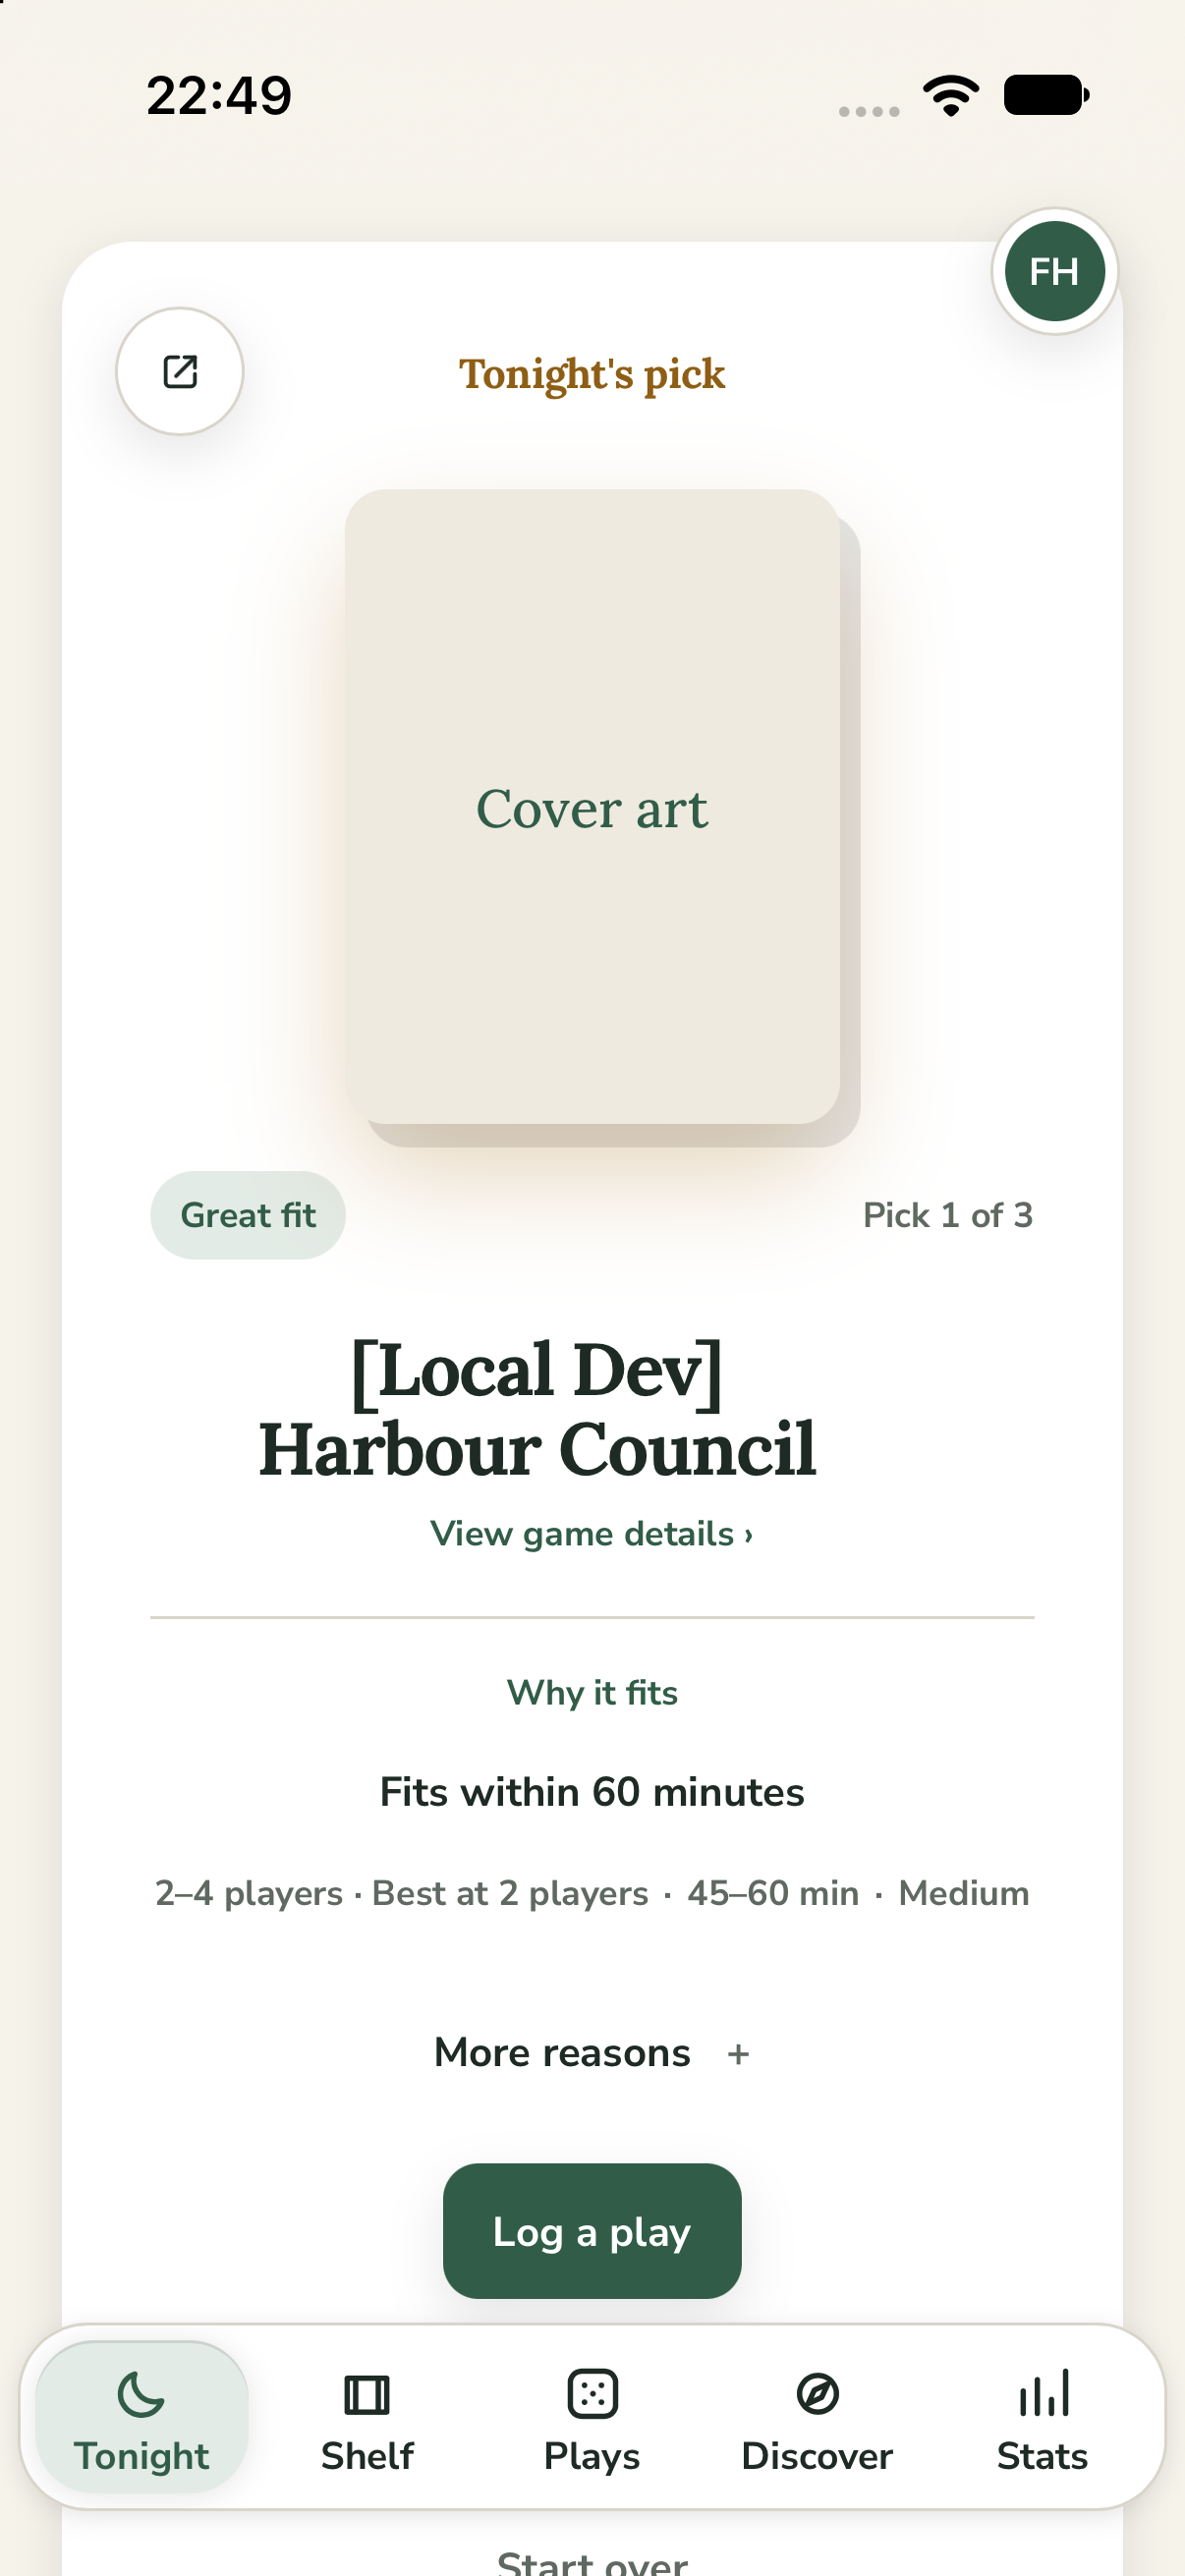 22:49
FH
Tonight's pick
Cover art
Great fit
Pick 1 of 3
[Local Dev]
Harbour Council
View game details ›
Why it fits
Fits within 60 minutes
2–4 players · Best at 2 players · 45–60 min · Medium
More reasons +
Log a play
Tonight
Shelf
Plays
Discover
Stats
Start over